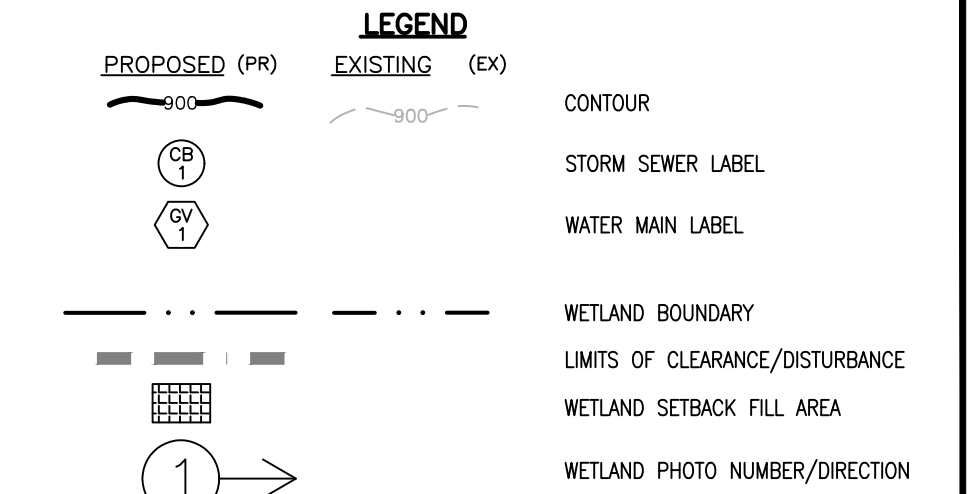 LEGEND
PROPOSED (PR) EXISTING (EX)
900 900 CONTOUR
CB
1
STORM SEWER LABEL
GV
1
WATER MAIN LABEL
WETLAND BOUNDARY
LIMITS OF CLEARANCE/DISTURBANCE
WETLAND SETBACK FILL AREA
1 WETLAND PHOTO NUMBER/DIRECTION